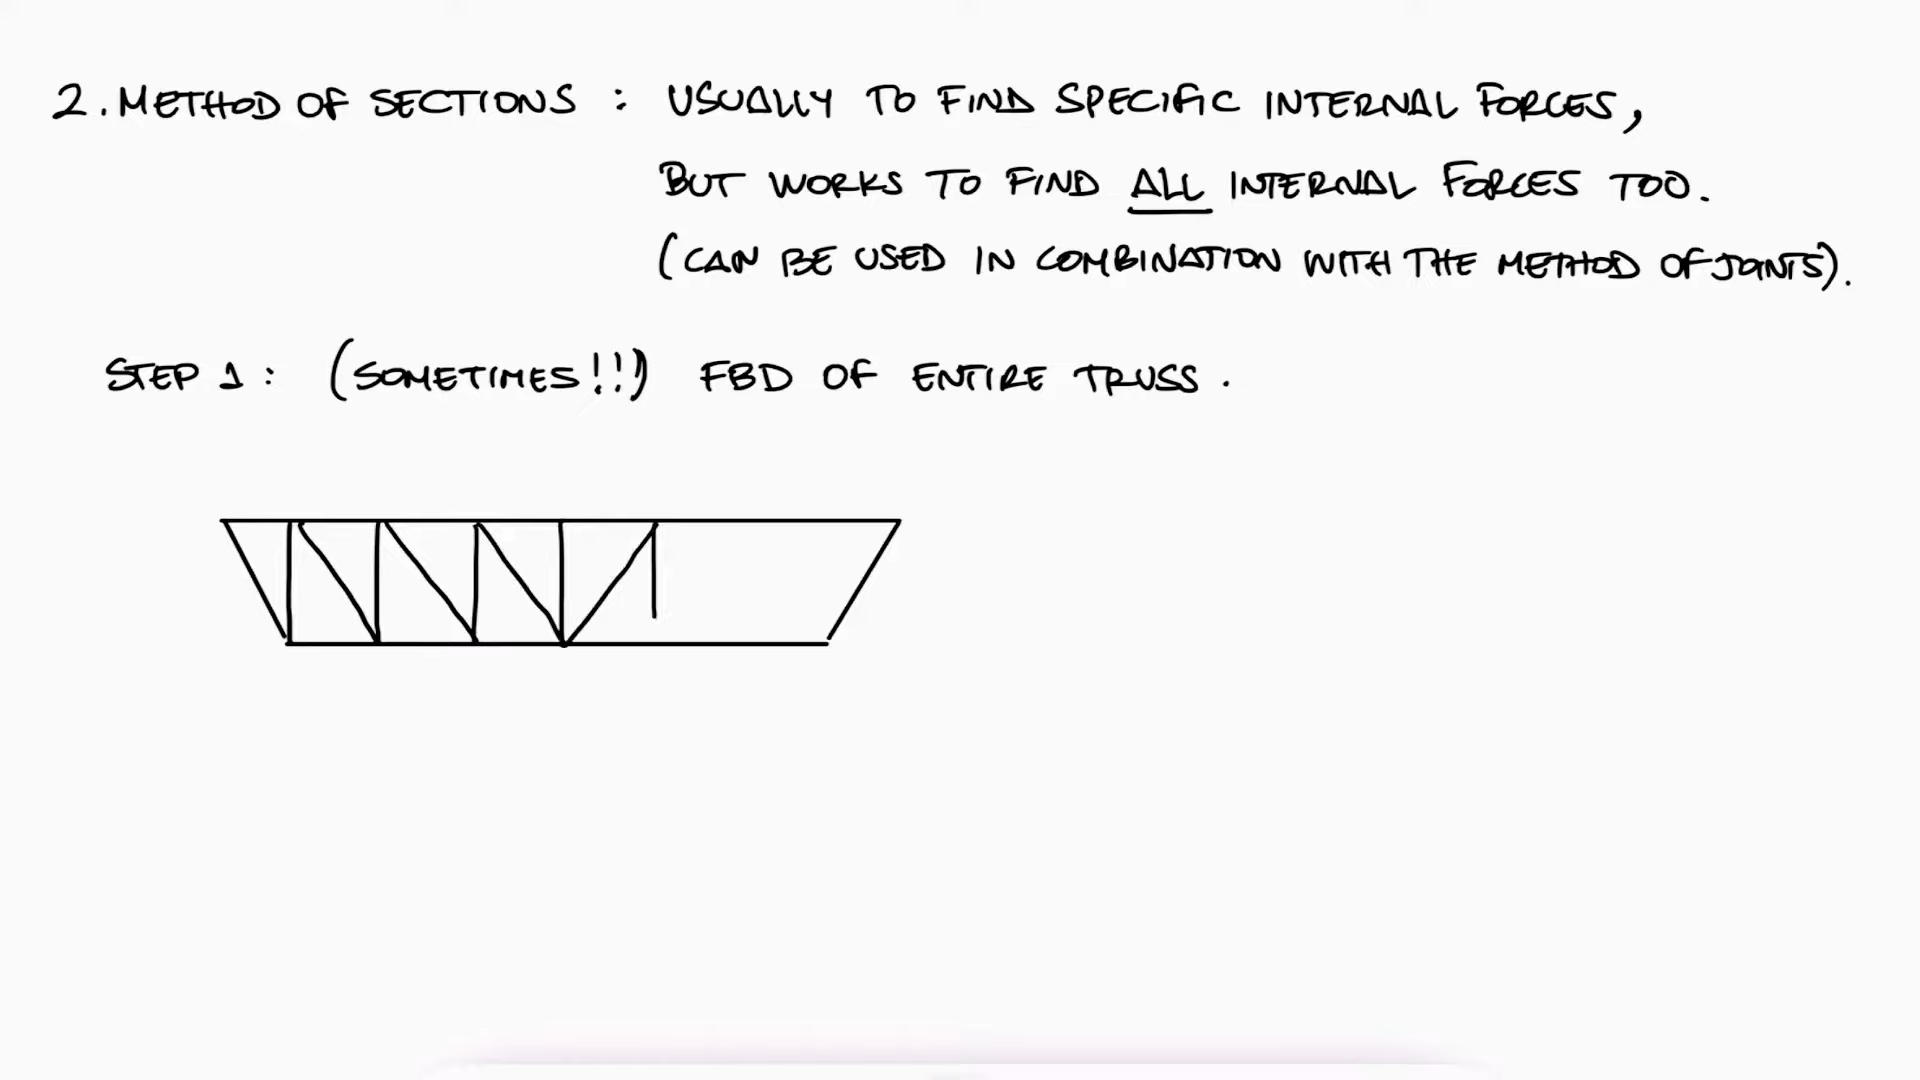 2. METHOD OF SECTIONS : USUALLY TO FIND SPECIFIC INTERNAL FORCES,
BUT WORKS TO FIND ALL INTERNAL FORCES TOO.
(CAN BE USED IN COMBINATION WITH THE METHOD OF JOINTS).
STEP 1 : (SOMETIMES!!) FBD OF ENTIRE TRUSS.